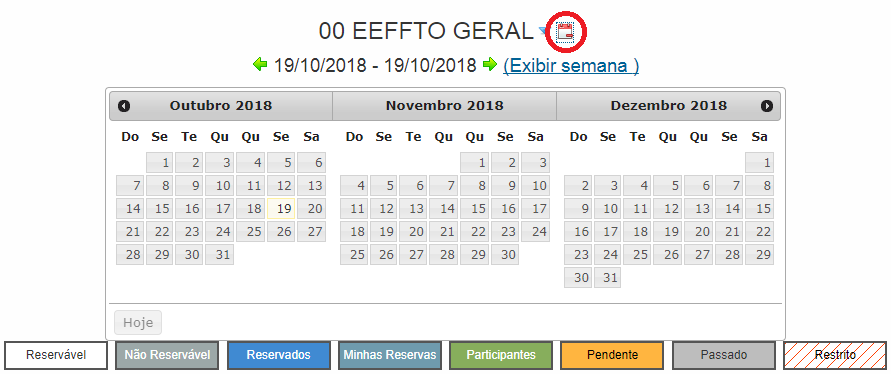 00 EEFFTO GERAL
19/10/2018 - 19/10/2018 (Exibir semana )
Outubro 2018 Novembro 2018 Dezembro 2018
Do Se Te Qu Qu Se Sa Do Se Te Qu Qu Se Sa Do Se Te Qu Qu Se Sa
1 2 3 4 5 6 1 2 3 1
7 8 9 10 11 12 13 4 5 6 7 8 9 10 2 3 4 5 6 7 8
14 15 16 17 18 19 20 11 12 13 14 15 16 17 9 10 11 12 13 14 15
21 22 23 24 25 26 27 18 19 20 21 22 23 24 16 17 18 19 20 21 22
28 29 30 31 25 26 27 28 29 30 23 24 25 26 27 28 29
30 31
Hoje
Reservável Não Reservável Reservados Minhas Reservas Participantes Pendente Passado Restrito